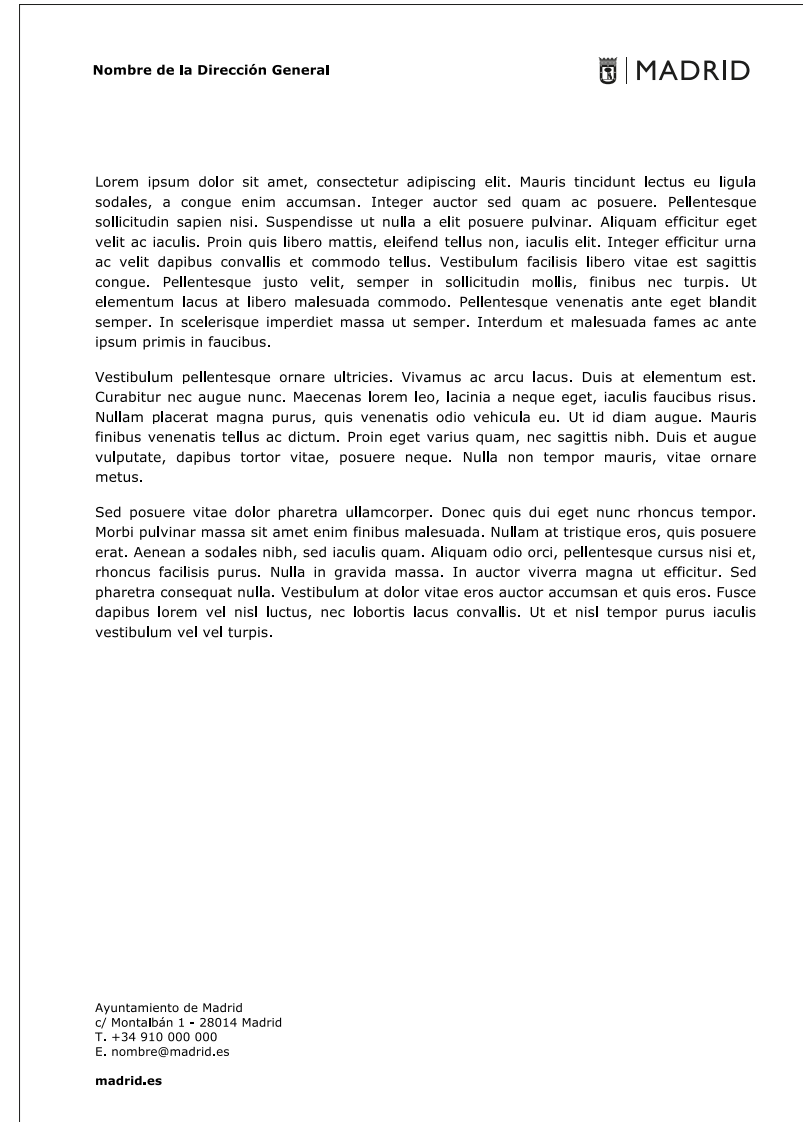 Nombre de la Dirección General
MADRID
Lorem ipsum dolor sit amet, consectetur adipiscing elit. Mauris tincidunt lectus eu ligula
sodales, a congue enim accumsan. Integer auctor sed quam ac posuere. Pellentesque
sollicitudin sapien nisi. Suspendisse ut nulla a elit posuere pulvinar. Aliquam efficitur eget
velit ac iaculis. Proin quis libero mattis, eleifend tellus non, iaculis elit. Integer efficitur urna
ac velit dapibus convallis et commodo tellus. Vestibulum facilisis libero vitae est sagittis
congue. Pellentesque justo velit, semper in sollicitudin mollis, finibus nec turpis. Ut
elementum lacus at libero malesuada commodo. Pellentesque venenatis ante eget blandit
semper. In scelerisque imperdiet massa ut semper. Interdum et malesuada fames ac ante
ipsum primis in faucibus.
Vestibulum pellentesque ornare ultricies. Vivamus ac arcu lacus. Duis at elementum est.
Curabitur nec augue nunc. Maecenas lorem leo, lacinia a neque eget, iaculis faucibus risus.
Nullam placerat magna purus, quis venenatis odio vehicula eu. Ut id diam augue. Mauris
finibus venenatis tellus ac dictum. Proin eget varius quam, nec sagittis nibh. Duis et augue
vulputate, dapibus tortor vitae, posuere neque. Nulla non tempor mauris, vitae ornare
metus.
Sed posuere vitae dolor pharetra ullamcorper. Donec quis dui eget nunc rhoncus tempor.
Morbi pulvinar massa sit amet enim finibus malesuada. Nullam at tristique eros, quis posuere
erat. Aenean a sodales nibh, sed iaculis quam. Aliquam odio orci, pellentesque cursus nisi et,
rhoncus facilisis purus. Nulla in gravida massa. In auctor viverra magna ut efficitur. Sed
pharetra consequat nulla. Vestibulum at dolor vitae eros auctor accumsan et quis eros. Fusce
dapibus lorem vel nisl luctus, nec lobortis lacus convallis. Ut et nisl tempor purus iaculis
vestibulum vel vel turpis.
Ayuntamiento de Madrid
c/ Montalbán 1 - 28014 Madrid
T. +34 910 000 000
E. nombre@madrid.es
madrid.es